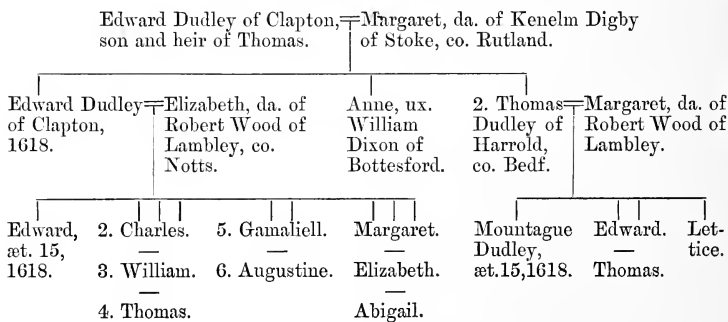 Edward Dudley of Clapton, son and heir of Thomas.
Margaret, da. of Kenelm Digby of Stoke, co. Rutland.
Edward Dudley of Clapton, 1618.
Elizabeth, da. of Robert Wood of Lambley, co. Notts.
Anne, ux. William Dixon of Bottesford.
2. Thomas Dudley of Harrold, co. Bedf.
Margaret, da. of Robert Wood of Lambley.
Edward, æt. 15, 1618.
2. Charles.
—
3. William.
—
4. Thomas.
5. Gamaliell.
—
6. Augustine.
Margaret.
—
Elizabeth.
—
Abigail.
Mountague Dudley, æt. 15, 1618.
Edward.
—
Thomas.
Let-
tice.